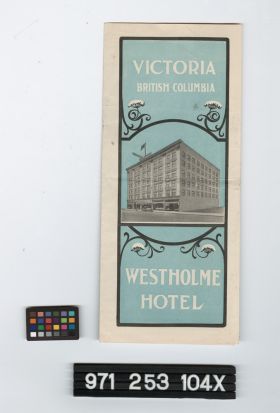 VICTORIA
BRITISH COLUMBIA
WESTHOLME
HOTEL
971 253 104X